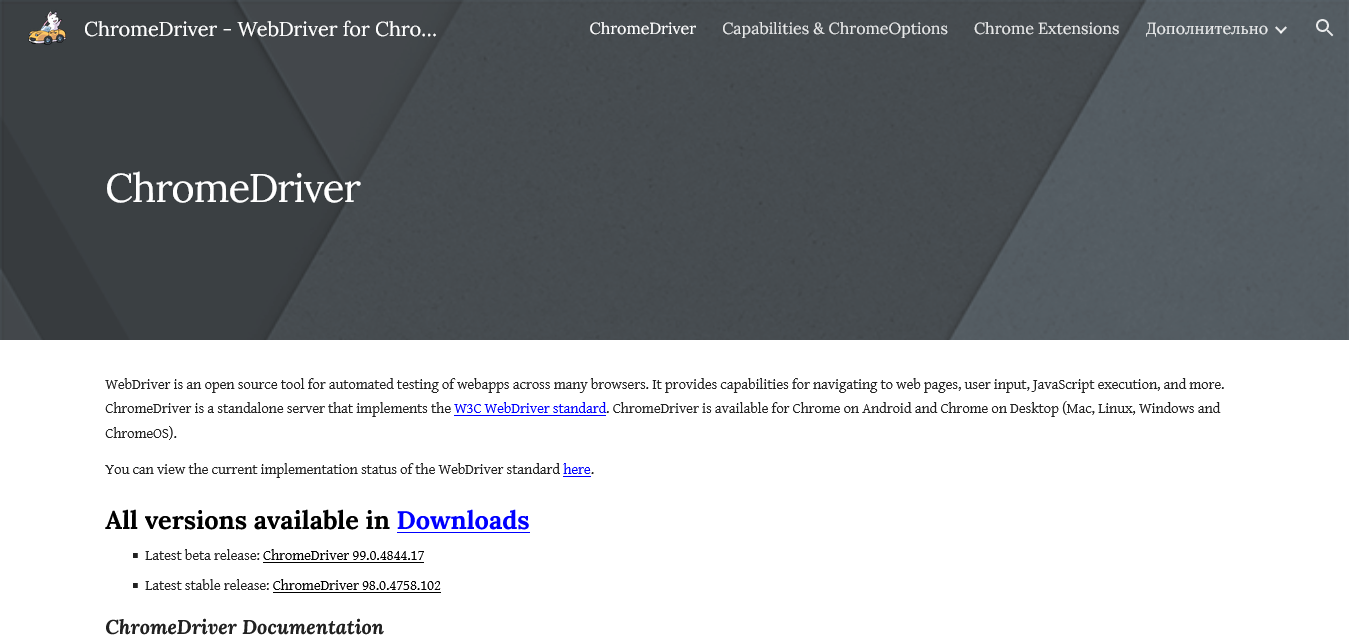 ChromeDriver - WebDriver for Chro...
ChromeDriver
Capabilities & ChromeOptions
Chrome Extensions
Дополнительно
ChromeDriver
WebDriver is an open source tool for automated testing of webapps across many browsers. It provides capabilities for navigating to web pages, user input, JavaScript execution, and more.
ChromeDriver is a standalone server that implements the W3C WebDriver standard. ChromeDriver is available for Chrome on Android and Chrome on Desktop (Mac, Linux, Windows and
ChromeOS).
You can view the current implementation status of the WebDriver standard here.
All versions available in Downloads
Latest beta release: ChromeDriver 99.0.4844.17
Latest stable release: ChromeDriver 98.0.4758.102
ChromeDriver Documentation